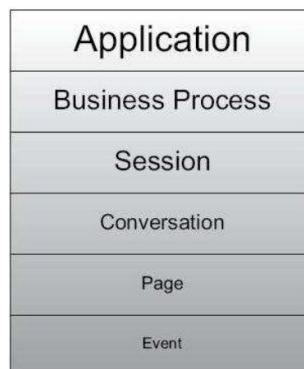 Application
Business Process
Session
Conversation
Page
Event